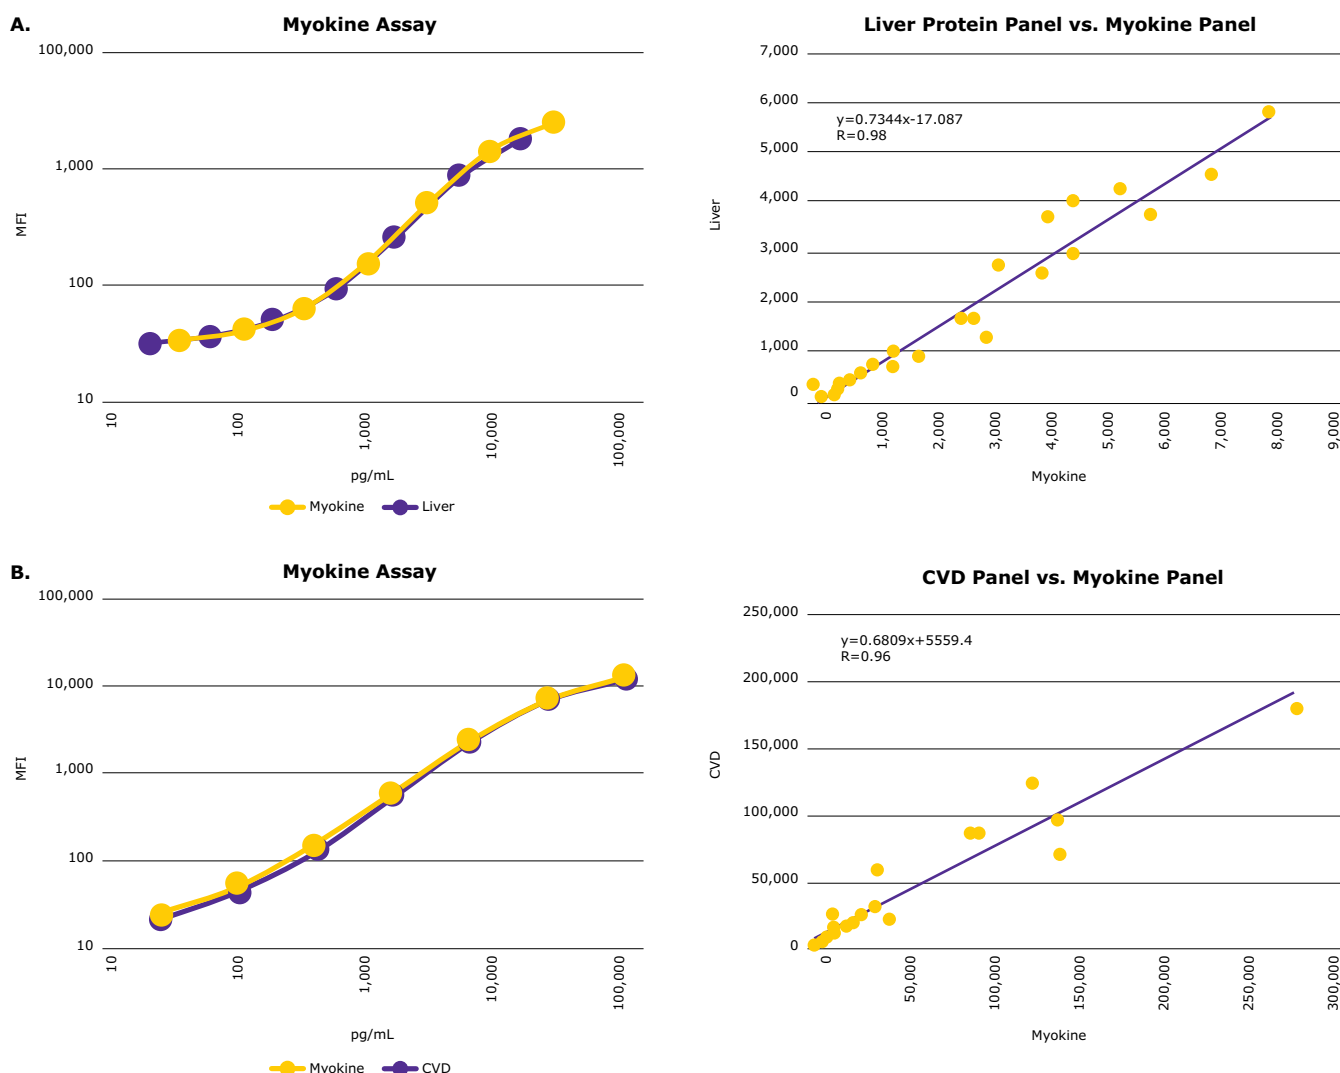 A.
Myokine Assay
100,000
1,000
100
10
MFI
10
100
1,000
10,000
100,000
pg/mL
Myokine
Liver
Liver Protein Panel vs. Myokine Panel
7,000
6,000
5,000
4,000
3,000
2,000
1,000
0
y=0.7344x-17.087
R=0.98
Liver
0
1,000
2,000
3,000
4,000
5,000
6,000
7,000
8,000
9,000
Myokine
B.
Myokine Assay
100,000
10,000
1,000
100
10
MFI
10
100
1,000
10,000
100,000
pg/mL
Myokine
CVD
CVD Panel vs. Myokine Panel
250,000
200,000
150,000
100,000
50,000
0
y=0.6809x+5559.4
R=0.96
CVD
0
50,000
100,000
150,000
200,000
250,000
300,000
Myokine